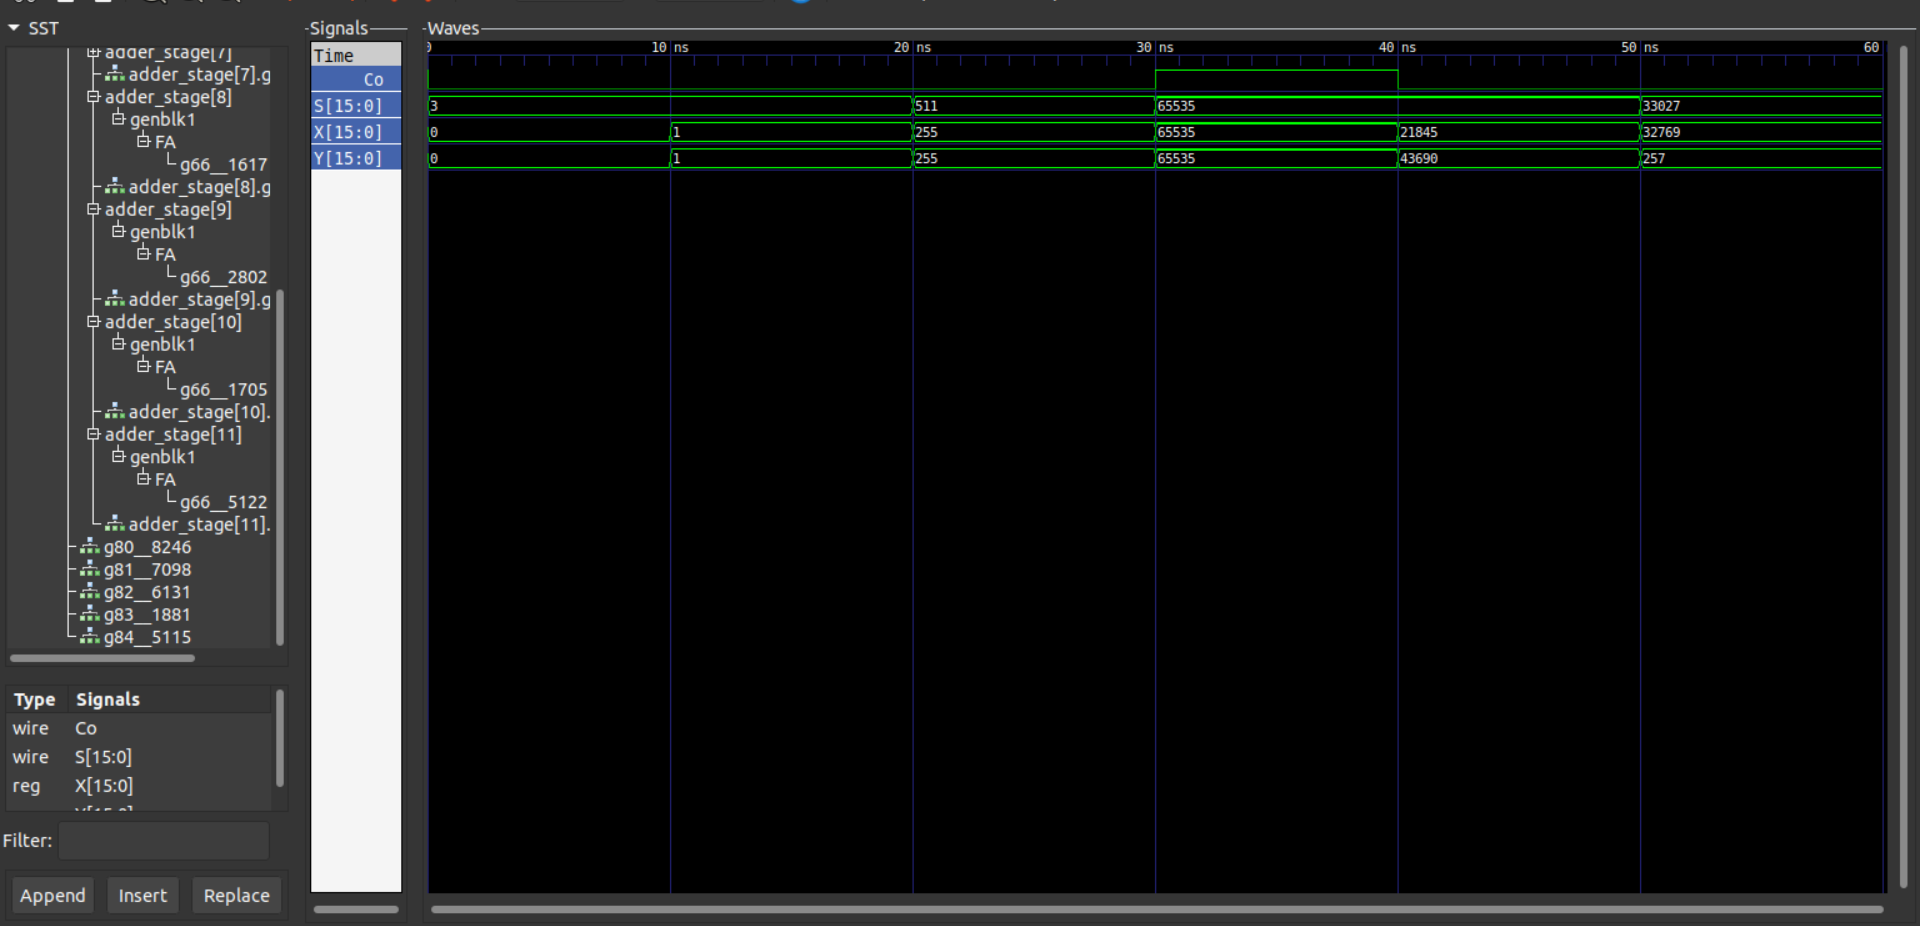 SST
adder_stage[7]
adder_stage[7].g
adder_stage[8]
genblk1
FA
g66__1617
adder_stage[8].g
adder_stage[9]
genblk1
FA
g66__2802
adder_stage[9].g
adder_stage[10]
genblk1
FA
g66__1705
adder_stage[10].
adder_stage[11]
genblk1
FA
g66__5122
adder_stage[11].
g80__8246
g81__7098
g82__6131
g83__1881
g84__5115
Type Signals
wire Co
wire S[15:0]
reg X[15:0]
Filter:
Append Insert Replace
Signals
Time
Co
S[15:0]
X[15:0]
Y[15:0]
Waves
0 10 ns 20 ns 30 ns 40 ns 50 ns 60
3 511 65535 33027
0 1 255 65535 21845 32769
0 1 255 65535 43690 257